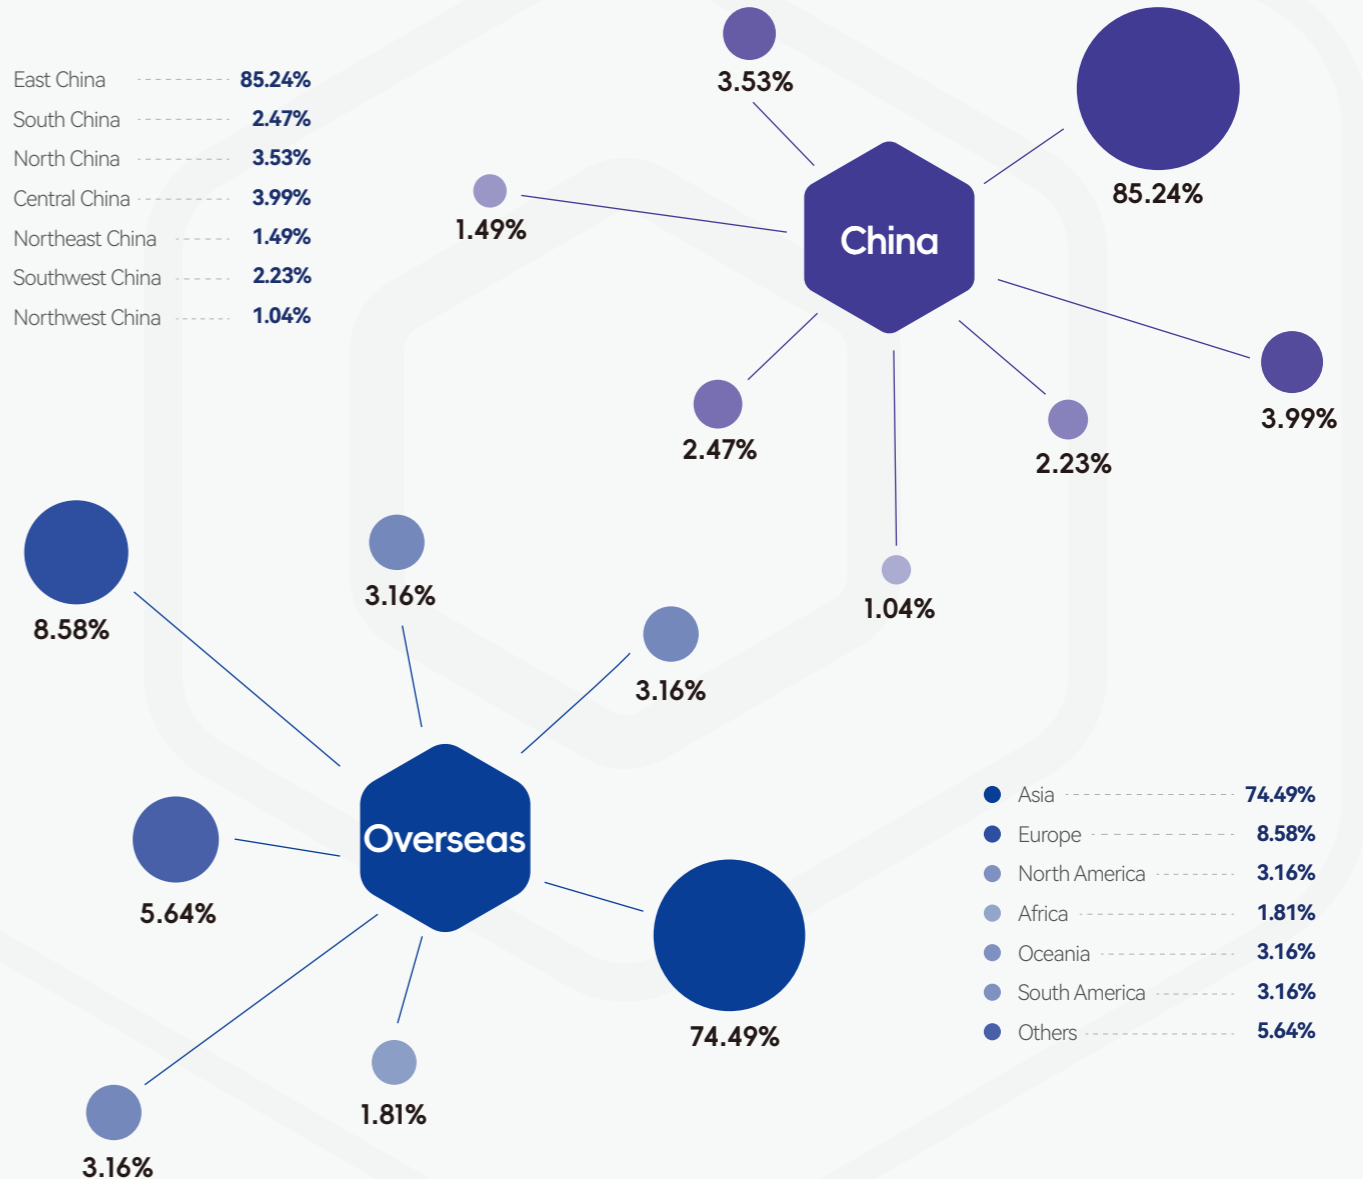 East China 85.24%
South China 2.47%
North China 3.53%
Central China 3.99%
Northeast China 1.49%
Southwest China 2.23%
Northwest China 1.04%
3.53%
85.24%
1.49%
China
2.47%
2.23%
3.99%
1.04%
8.58%
3.16%
3.16%
Overseas
5.64%
74.49%
1.81%
3.16%
Asia 74.49%
Europe 8.58%
North America 3.16%
Africa 1.81%
Oceania 3.16%
South America 3.16%
Others 5.64%